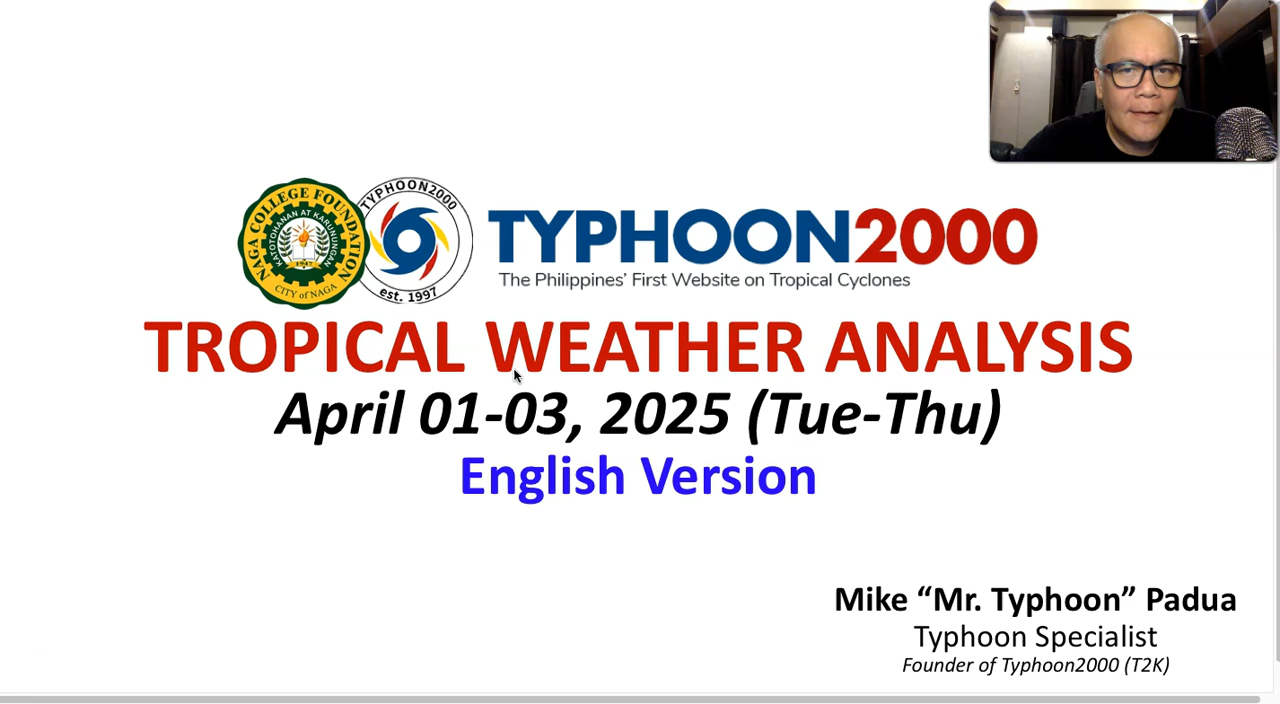 NAGA COLLEGE FOUNDATION
KATOTOHANAN AT KARUNUNGAN
1947
CITY of NAGA
TYPHOON2000
est. 1997
TYPHOON2000
The Philippines' First Website on Tropical Cyclones
TROPICAL WEATHER ANALYSIS
April 01-03, 2025 (Tue-Thu)
English Version
Mike “Mr. Typhoon” Padua
Typhoon Specialist
Founder of Typhoon2000 (T2K)